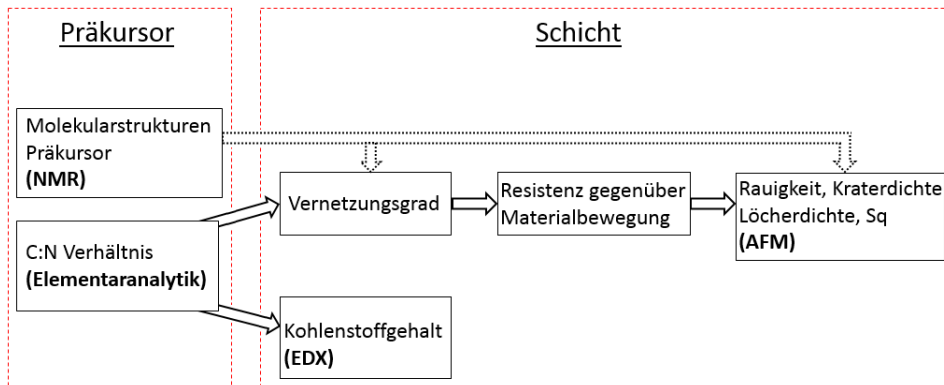 Präkursor
Schicht
Molekularstrukturen
Präkursor
(NMR)
C:N Verhältnis
(Elementaranalytik)
Vernetzungsgrad
Resistenz gegenüber
Materialbewegung
Rauigkeit, Kraterdichte
Löcherdichte, Sq
(AFM)
Kohlenstoffgehalt
(EDX)